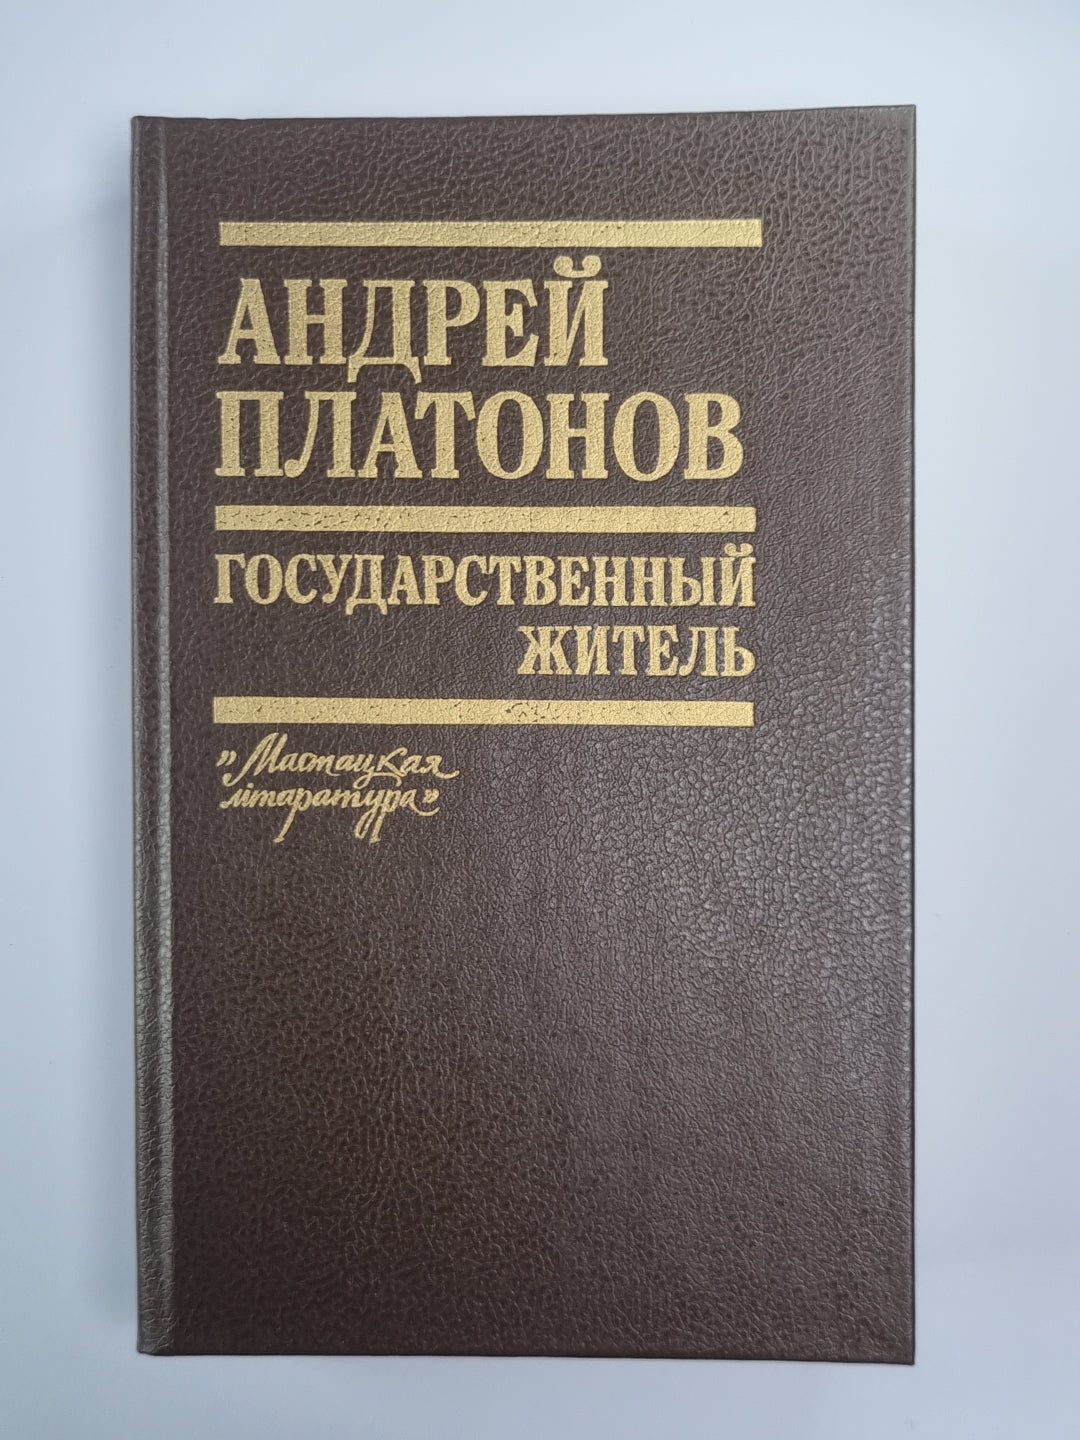 АНДРЕЙ
ПЛАТОНОВ
ГОСУДАРСТВЕННЫЙ
ЖИТЕЛЬ
„Мастацкая
літаратура”